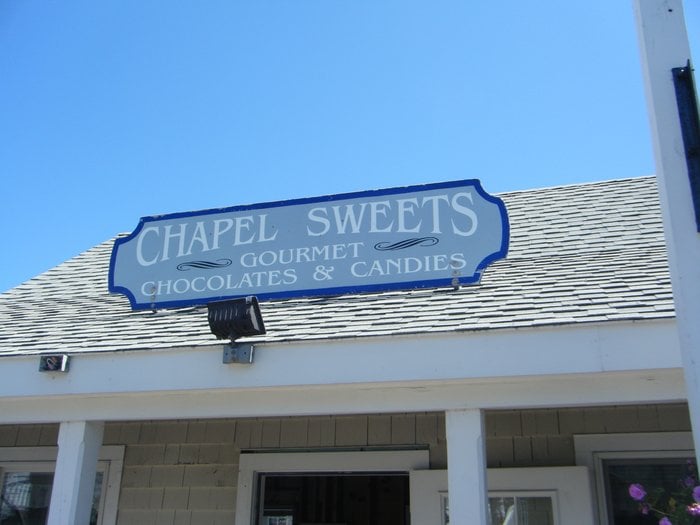 CHAPEL SWEETS
GOURMET
CHOCOLATES & CANDIES